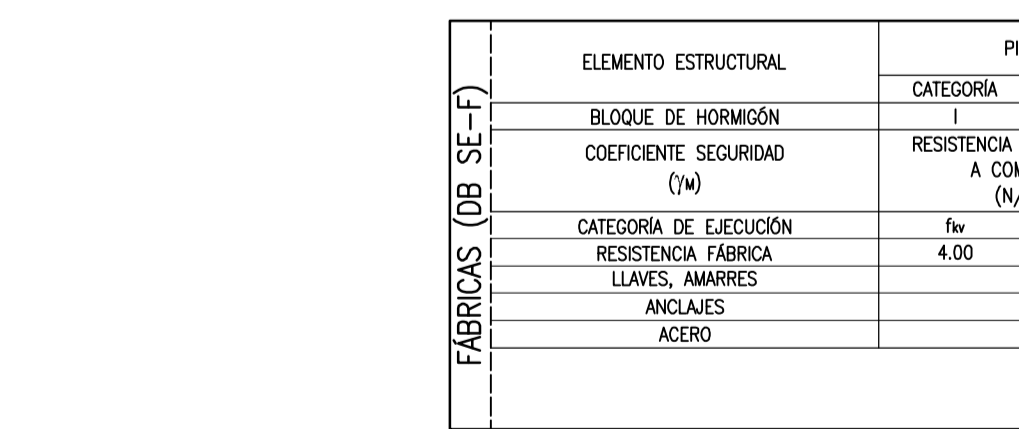 FÁBRICAS (DB SE-F)
ELEMENTO ESTRUCTURAL
CATEGORÍA
BLOQUE DE HORMIGÓN I
COEFICIENTE SEGURIDAD
(γM)
RESISTENCIA
A
CATEGORÍA DE EJECUCÍÓN fkv
RESISTENCIA FÁBRICA 4.00
LLAVES, AMARRES
ANCLAJES
ACERO